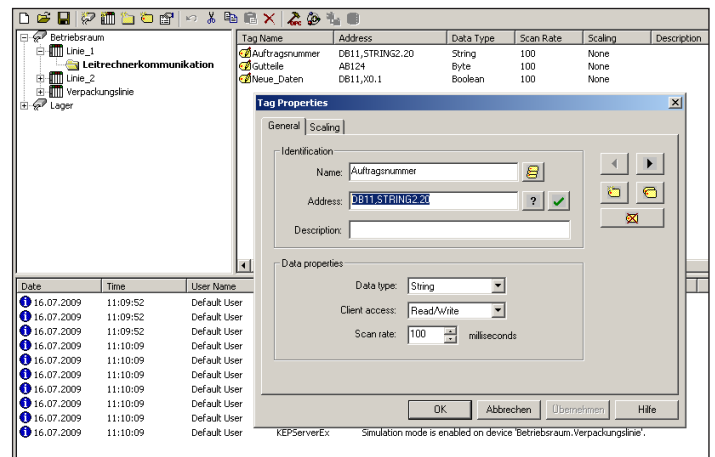 Betriebsraum
Linie_1
Leitrechnerkommunikation
Linie_2
Verpackungslinie
Lager
Tag Name Address Data Type Scan Rate Scaling Description
Auftragsnummer DB11,STRING2.20 String 100 None
Gutteile AB124 Byte 100 None
Neue_Daten DB11,X0.1 Boolean 100 None
Tag Properties
General Scaling
Identification
Name: Auftragsnummer
Address: DB11,STRING2.20
Description:
Data properties
Data type: String
Client access: Read/Write
Scan rate: 100 milliseconds
OK Abbrechen Übernehmen Hilfe
Date Time User Name
16.07.2009 11:09:52 Default User
16.07.2009 11:09:52 Default User
16.07.2009 11:09:52 Default User
16.07.2009 11:10:09 Default User
16.07.2009 11:10:09 Default User
16.07.2009 11:10:09 Default User
16.07.2009 11:10:09 Default User
16.07.2009 11:10:09 Default User
16.07.2009 11:10:09 Default User
16.07.2009 11:10:09 Default User KEPServerEx Simulation mode is enabled on device 'Betriebsraum.Verpackungslinie'.